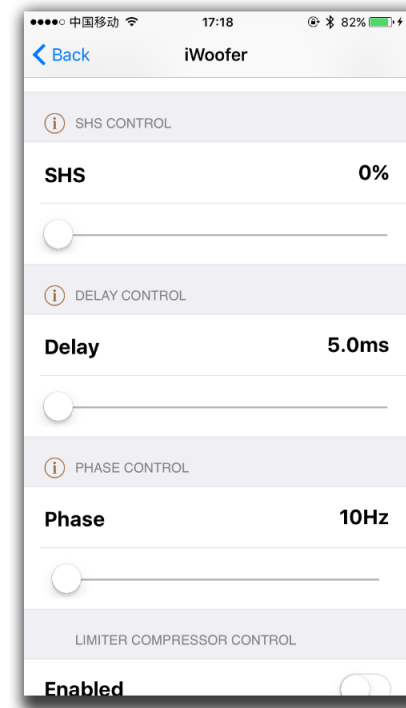 中国移动 17:18 82%
Back iWoofer
SHS CONTROL
SHS 0%
DELAY CONTROL
Delay 5.0ms
PHASE CONTROL
Phase 10Hz
LIMITER COMPRESSOR CONTROL
Enabled